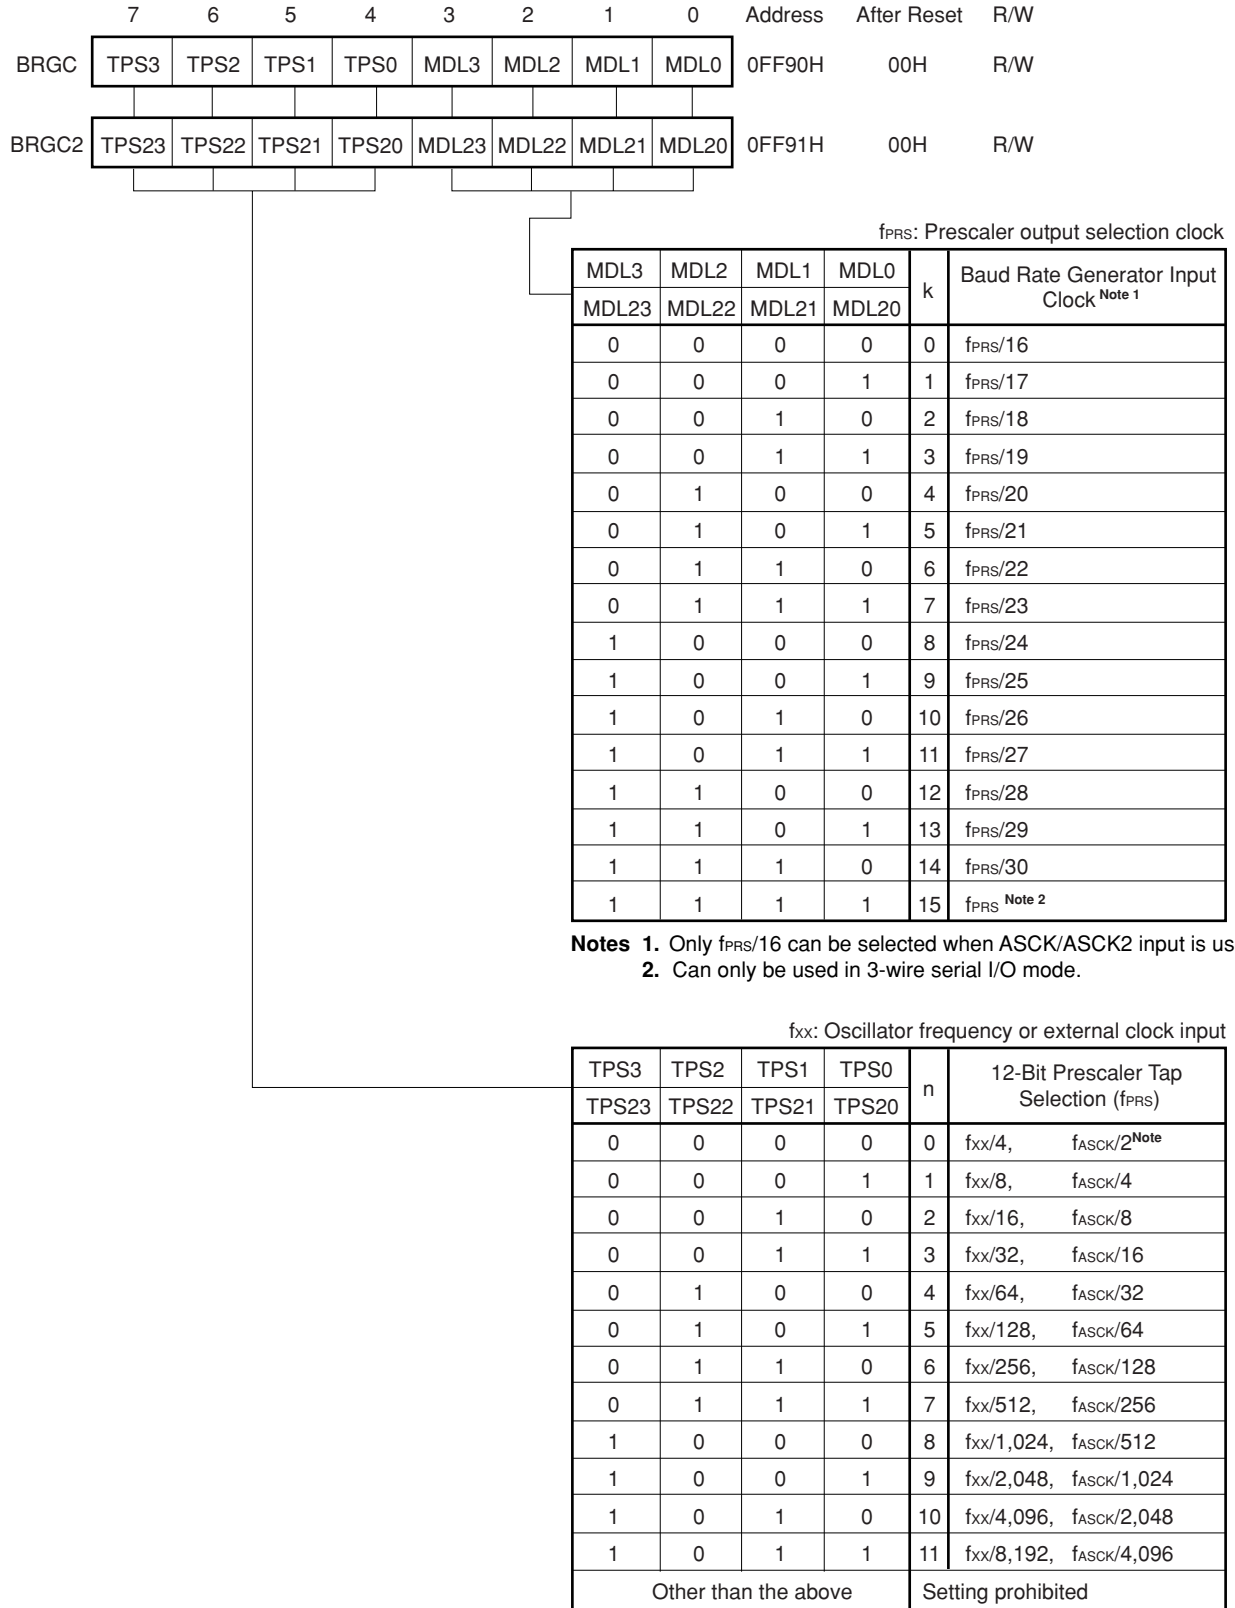 7 6 5 4 3 2 1 0 Address After Reset R/W
BRGC TPS3 TPS2 TPS1 TPS0 MDL3 MDL2 MDL1 MDL0 0FF90H 00H R/W
BRGC2 TPS23 TPS22 TPS21 TPS20 MDL23 MDL22 MDL21 MDL20 0FF91H 00H R/W
fPRS: Prescaler output selection clock
MDL3 MDL2 MDL1 MDL0 k Baud Rate Generator Input
MDL23 MDL22 MDL21 MDL20 Clock Note 1
0 0 0 0 0 fPRS/16
0 0 0 1 1 fPRS/17
0 0 1 0 2 fPRS/18
0 0 1 1 3 fPRS/19
0 1 0 0 4 fPRS/20
0 1 0 1 5 fPRS/21
0 1 1 0 6 fPRS/22
0 1 1 1 7 fPRS/23
1 0 0 0 8 fPRS/24
1 0 0 1 9 fPRS/25
1 0 1 0 10 fPRS/26
1 0 1 1 11 fPRS/27
1 1 0 0 12 fPRS/28
1 1 0 1 13 fPRS/29
1 1 1 0 14 fPRS/30
1 1 1 1 15 fPRS Note 2
Notes 1. Only fPRS/16 can be selected when ASCK/ASCK2 input is us
2. Can only be used in 3-wire serial I/O mode.
fXX: Oscillator frequency or external clock input
TPS3 TPS2 TPS1 TPS0 n 12-Bit Prescaler Tap
TPS23 TPS22 TPS21 TPS20 Selection (fPRS)
0 0 0 0 0 fXX/4, fASCK/2Note
0 0 0 1 1 fXX/8, fASCK/4
0 0 1 0 2 fXX/16, fASCK/8
0 0 1 1 3 fXX/32, fASCK/16
0 1 0 0 4 fXX/64, fASCK/32
0 1 0 1 5 fXX/128, fASCK/64
0 1 1 0 6 fXX/256, fASCK/128
0 1 1 1 7 fXX/512, fASCK/256
1 0 0 0 8 fXX/1,024, fASCK/512
1 0 0 1 9 fXX/2,048, fASCK/1,024
1 0 1 0 10 fXX/4,096, fASCK/2,048
1 0 1 1 11 fXX/8,192, fASCK/4,096
Other than the above Setting prohibited